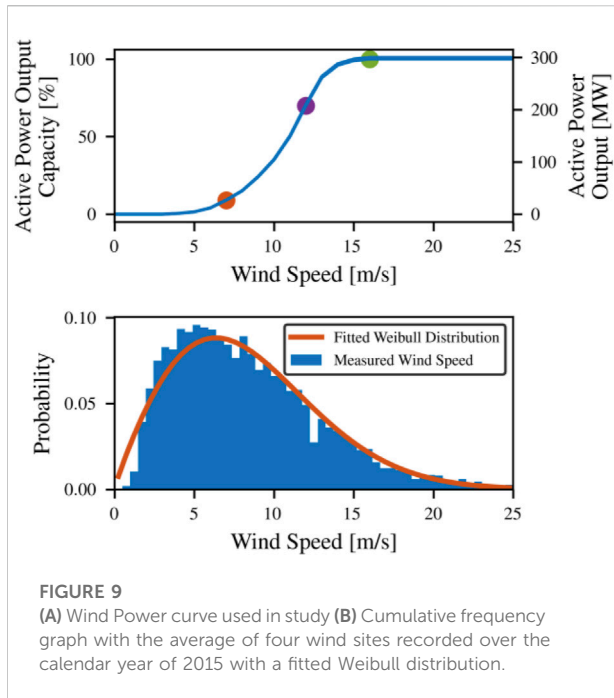 Active Power Output
Capacity [%]
100
50
0
300
200
100
0
Active Power
Output [MW]
0 5 10 15 20 25
Wind Speed [m/s]
Probability
0.10
0.05
0.00
Fitted Weibull Distribution
Measured Wind Speed
0 5 10 15 20 25
Wind Speed [m/s]
FIGURE 9
(A) Wind Power curve used in study (B) Cumulative frequency
graph with the average of four wind sites recorded over the
calendar year of 2015 with a fitted Weibull distribution.